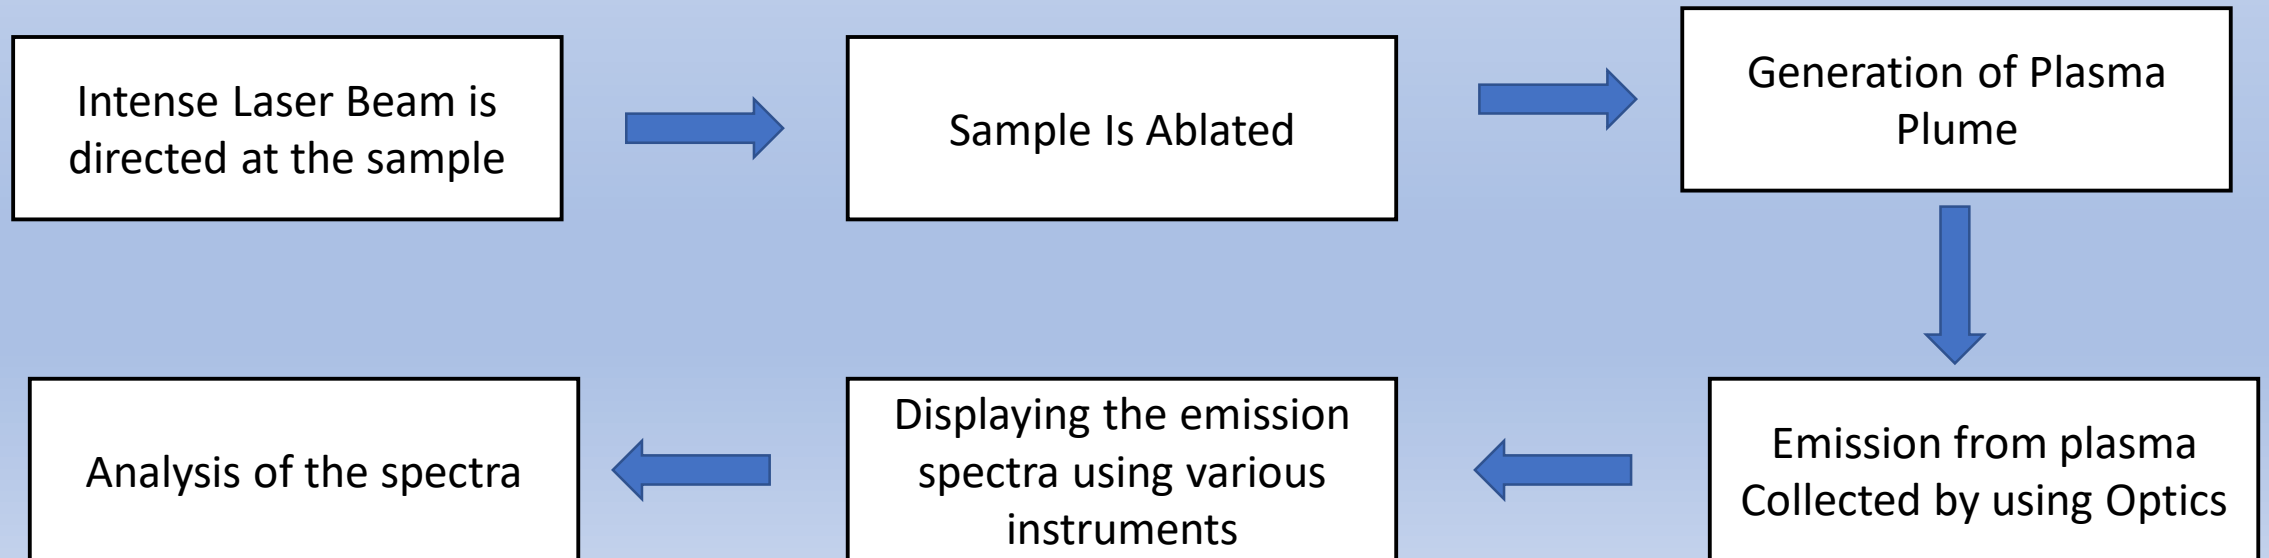 Intense Laser Beam is
directed at the sample
Sample Is Ablated
Generation of Plasma
Plume
Emission from plasma
Collected by using Optics
Displaying the emission
spectra using various
instruments
Analysis of the spectra